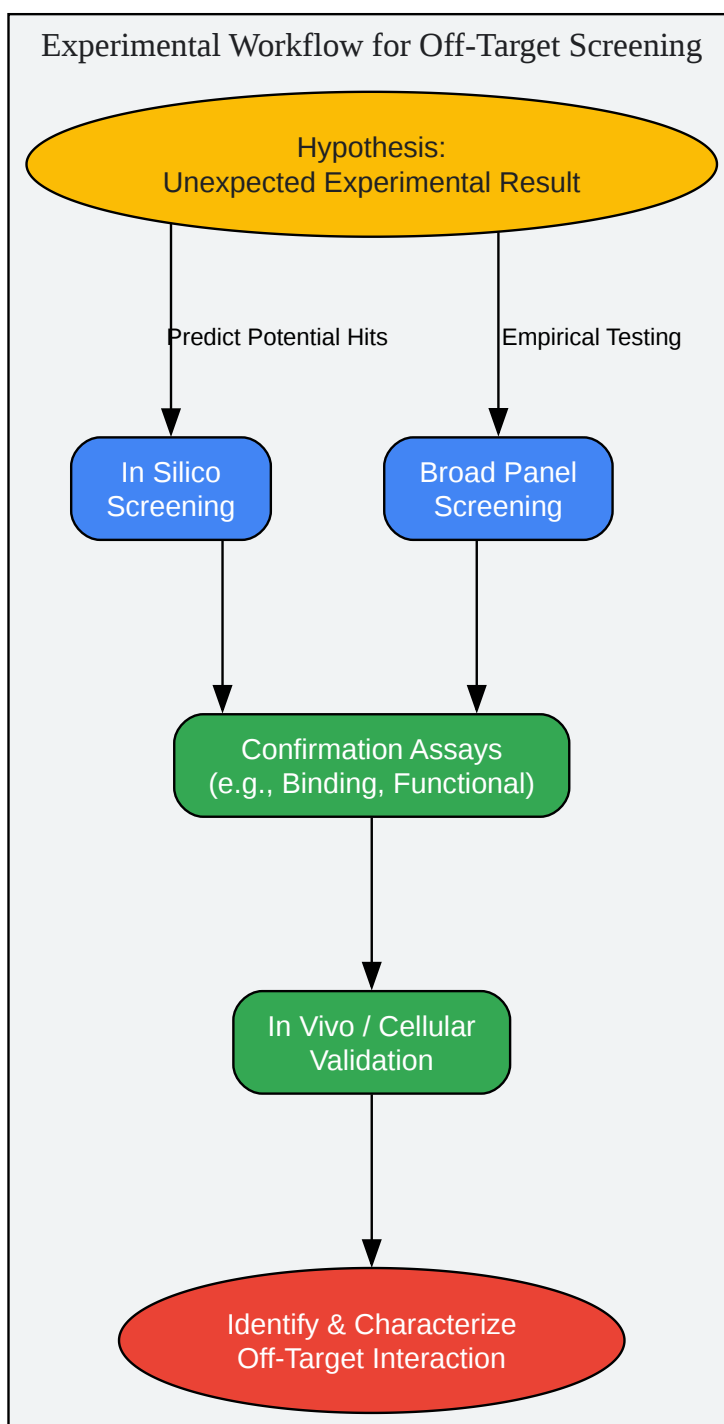 Experimental Workflow for Off-Target Screening
Hypothesis:
Unexpected Experimental Result
Predict Potential Hits
Empirical Testing
In Silico
Screening
Broad Panel
Screening
Confirmation Assays
(e.g., Binding, Functional)
In Vivo / Cellular
Validation
Identify & Characterize
Off-Target Interaction